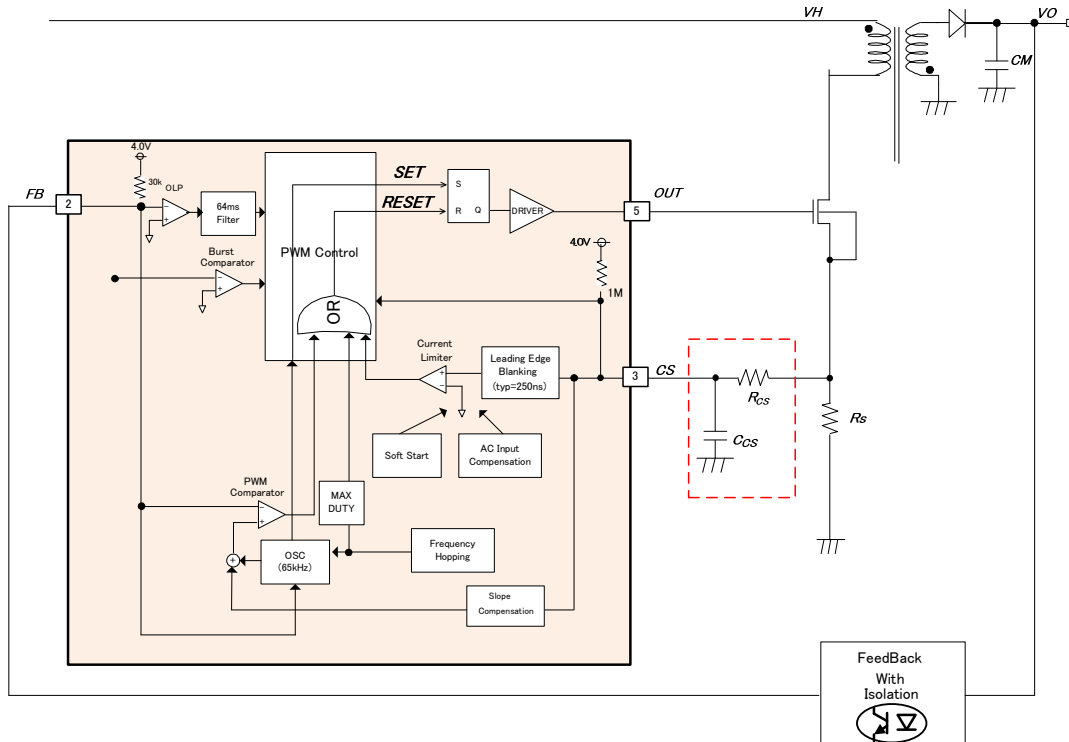 VH
VO
CM
4.0V
30k
OLP
FB
2
64ms
Filter
SET
RESET
S
R
Q
DRIVER
5
OUT
PWM Control
Burst
Comparator
4.0V
1M
OR
Current
Limiter
Leading Edge
Blanking
(typ=250ns)
3
CS
RCS
CCS
Rs
Soft Start
AC Input
Compensation
PWM
Comparator
MAX
DUTY
OSC
(65kHz)
Frequency
Hopping
Slope
Compensation
FeedBack
With
Isolation